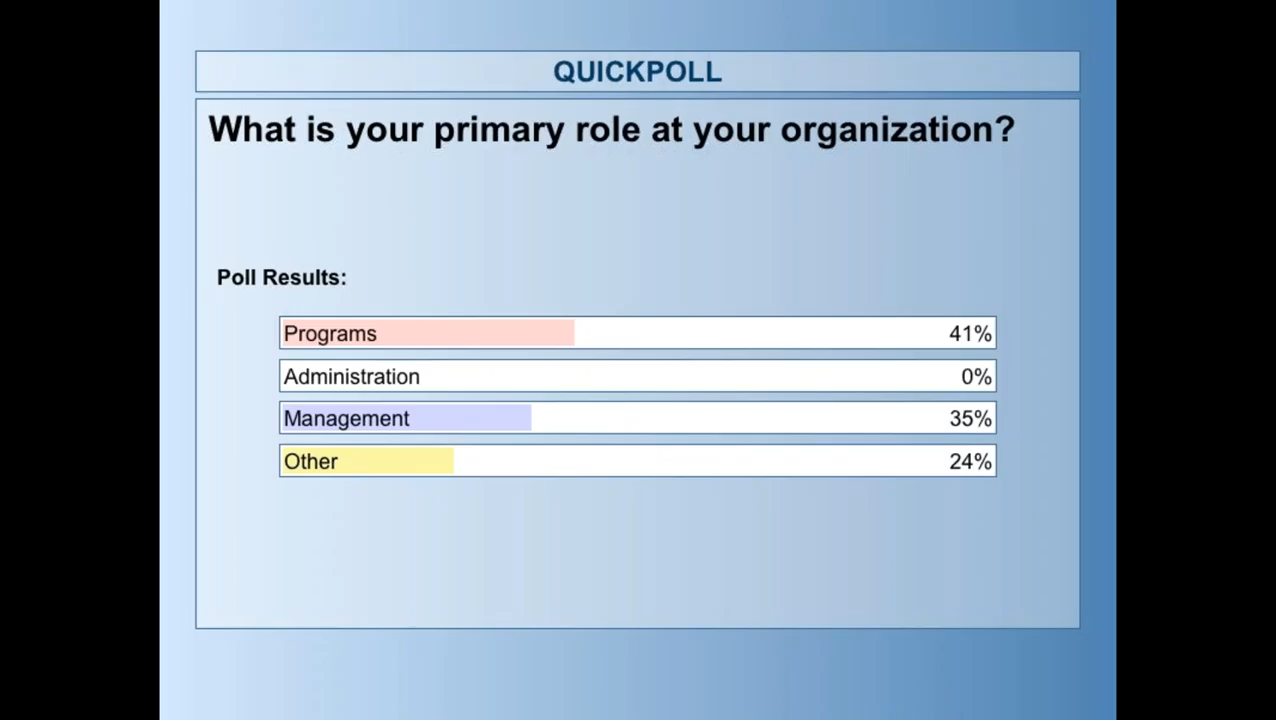 QUICKPOLL
What is your primary role at your organization?
Poll Results:
Programs 41%
Administration 0%
Management 35%
Other 24%